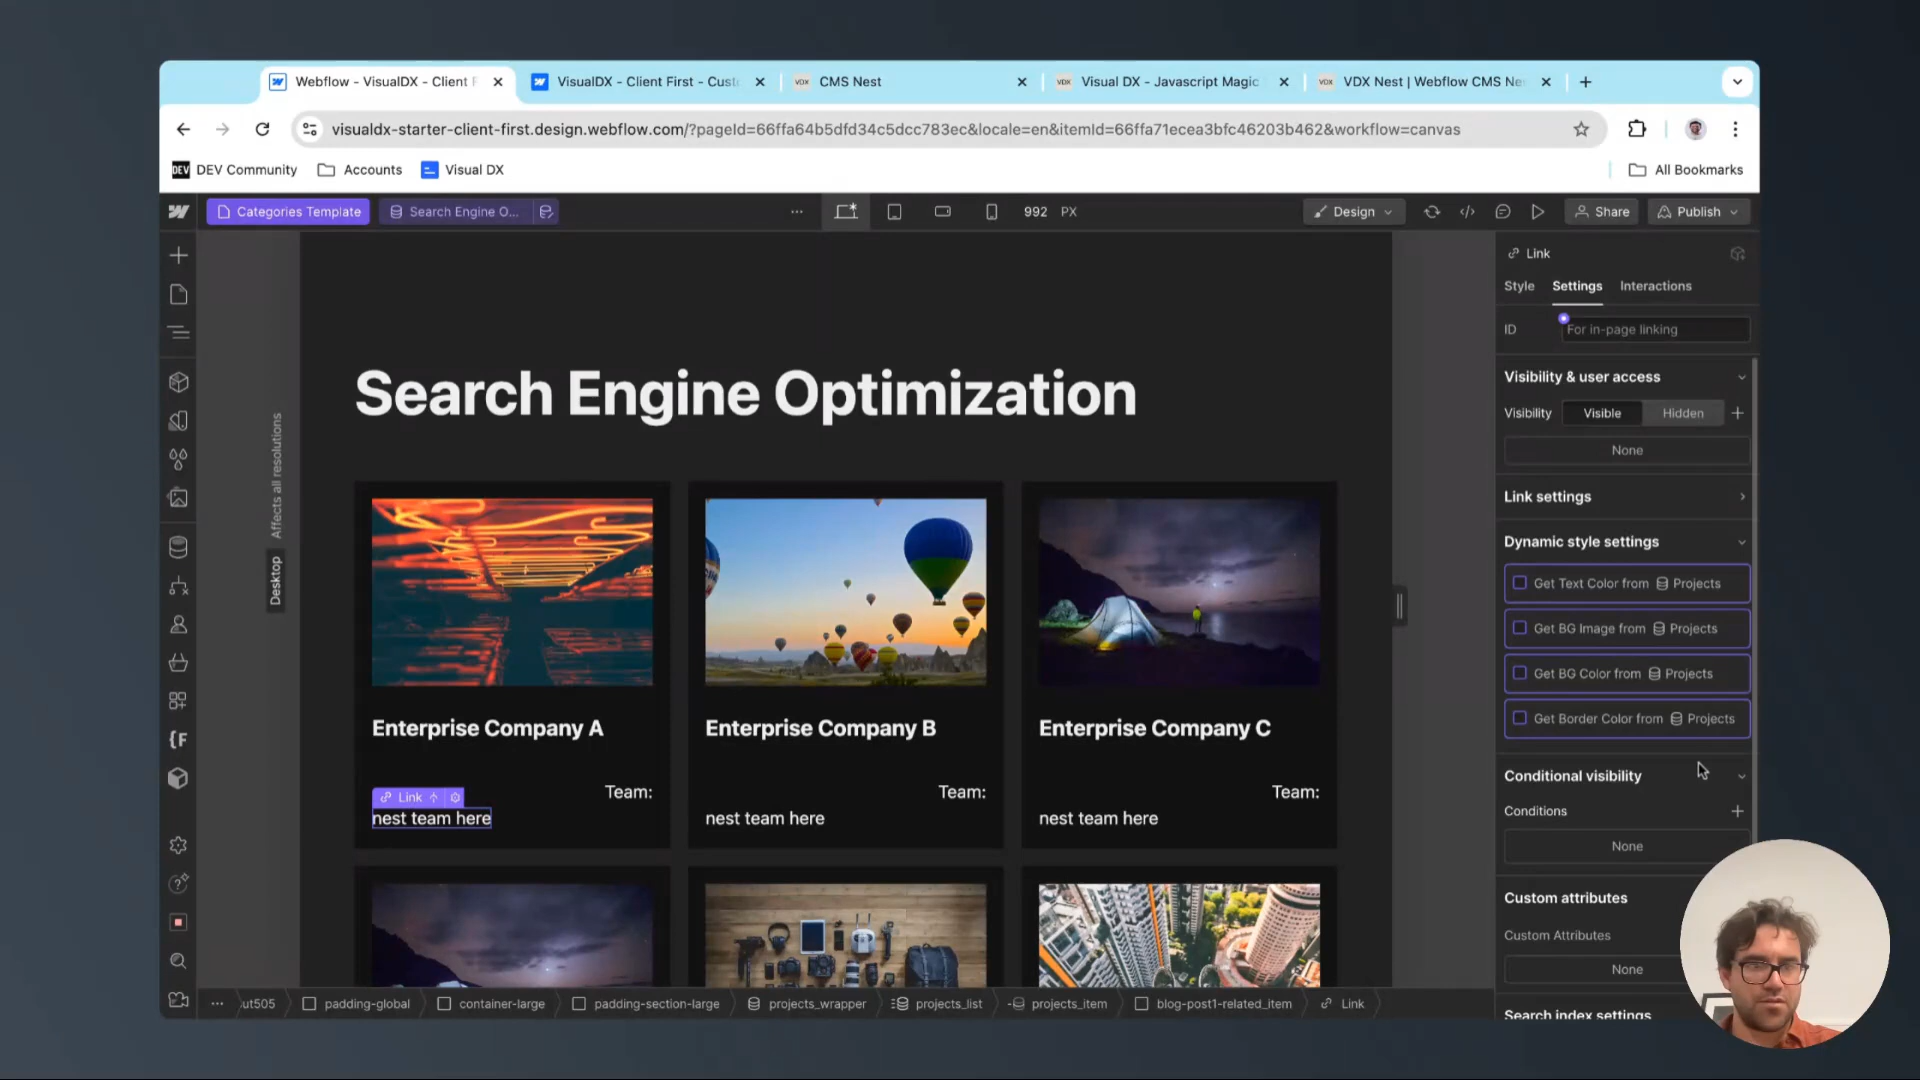 Webflow - VisualDX - Client F
VisualDX - Client First - Cust
VDX CMS Nest
VDX Visual DX - Javascript Magic
VDX VDX Nest | Webflow CMS Ne
visualdx-starter-client-first.design.webflow.com/?pageId=66ffa64b5dfd34c5dcc783ec&locale=en&itemId=66ffa71ecea3bfc46203b462&workflow=canvas
DEV DEV Community
Accounts
Visual DX
All Bookmarks
Categories Template
Search Engine O...
992 PX
Design
Share
Publish
Link
Style
Settings
Interactions
ID
For in-page linking
Visibility & user access
Visibility
Visible
Hidden
None
Link settings
Dynamic style settings
Get Text Color from Projects
Get BG Image from Projects
Get BG Color from Projects
Get Border Color from Projects
Conditional visibility
Conditions
None
Custom attributes
Custom Attributes
None
Search index settings
Affects all resolutions
Desktop
Search Engine Optimization
Enterprise Company A
Enterprise Company B
Enterprise Company C
Link
Team:
nest team here
Team:
nest team here
Team:
nest team here
ut505
padding-global
container-large
padding-section-large
projects_wrapper
projects_list
projects_item
blog-post1-related_item
Link